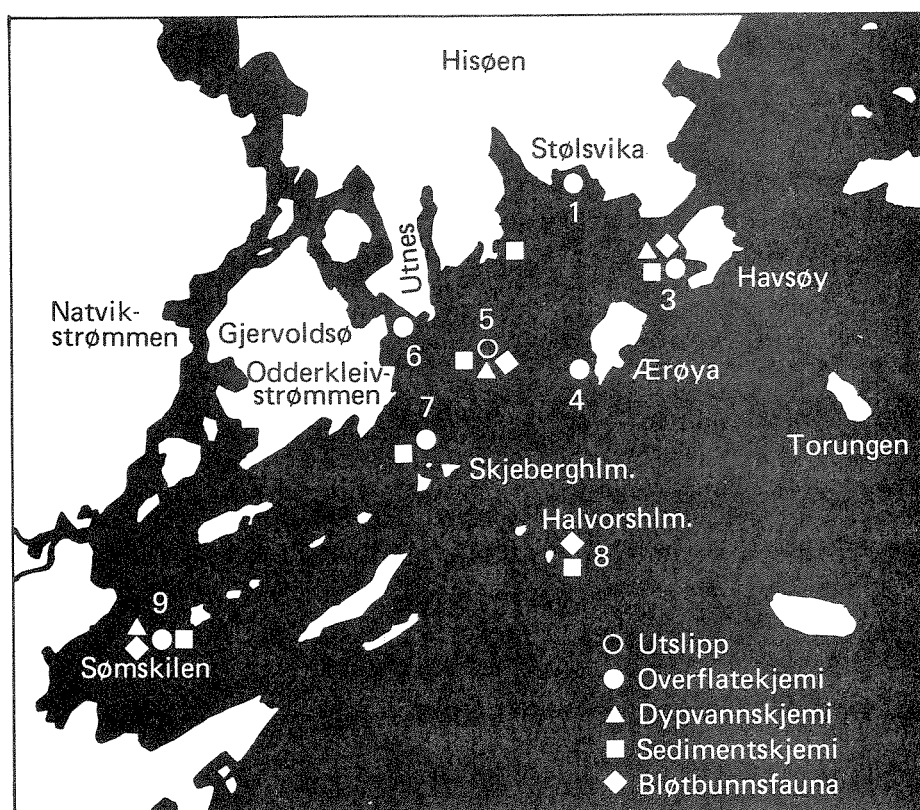 Hisøen
Stølsvika
1
Utnes
Havsøy
3
Natvik-
strømmen
Gjervoldsø
5
6
Odderkleiv-
strømmen
Ærøya
4
7
Torungen
Skjeberghlm.
Halvorshlm.
8
9
Sømskilen
Utslipp
Overflatekjemi
Dypvannskjemi
Sedimentskjemi
Bløtbunnsfauna